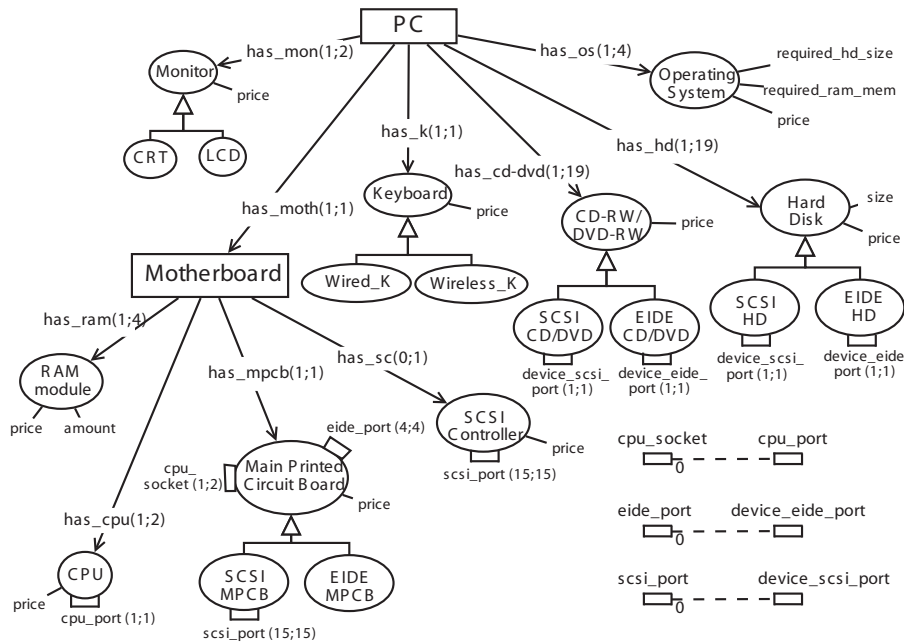 PC
has_mon(1;2)
has_os(1;4)
Monitor
price
Operating
System
required_hd_size
required_ram_mem
price
CRT
LCD
has_k(1;1)
has_cd-dvd(1;19)
has_hd(1;19)
has_moth(1;1)
Keyboard
price
CD-RW/
DVD-RW
price
Hard
Disk
size
price
Motherboard
Wired_K
Wireless_K
SCSI
CD/DVD
EIDE
CD/DVD
SCSI
HD
EIDE
HD
device_scsi_
port (1;1)
device_eide_
port (1;1)
device_scsi_
port (1;1)
device_eide_
port (1;1)
has_ram(1;4)
has_mpcb(1;1)
has_sc(0;1)
RAM
module
price
amount
SCSI
Controller
price
scsi_port (15;15)
eide_port (4;4)
cpu_
socket (1;2)
Main Printed
Circuit Board
price
has_cpu(1;2)
CPU
price
cpu_port (1;1)
SCSI
MPCB
EIDE
MPCB
scsi_port (15;15)
cpu_socket
cpu_port
0
eide_port
device_eide_port
0
scsi_port
device_scsi_port
0